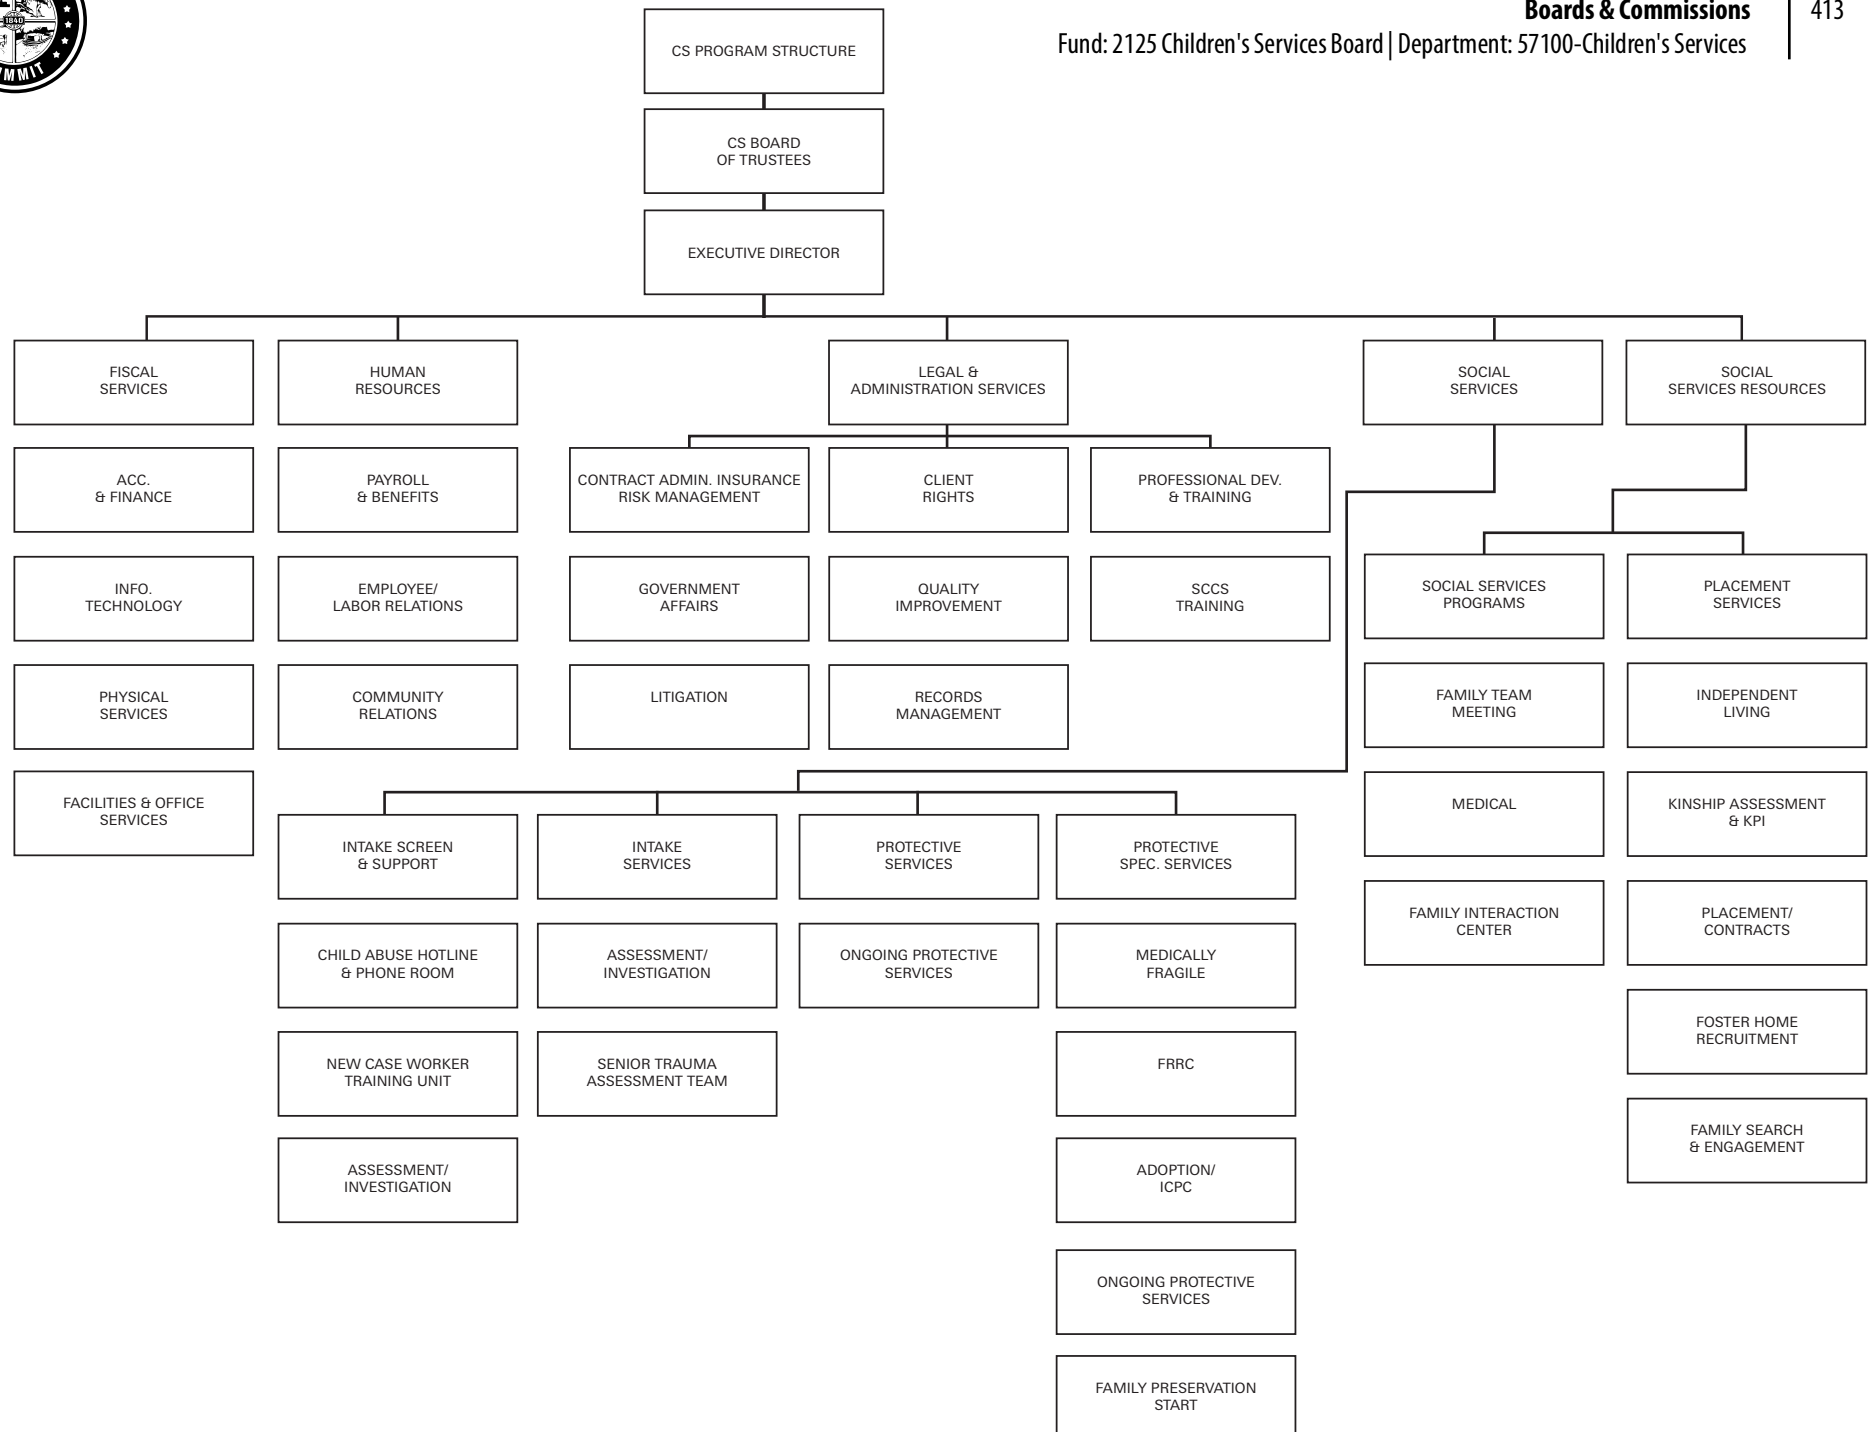 Boards & Commissions
413
Fund: 2125 Children's Services Board | Department: 57100-Children's Services
1840
SUMMIT
CS PROGRAM STRUCTURE
CS BOARD
OF TRUSTEES
EXECUTIVE DIRECTOR
FISCAL
SERVICES
HUMAN
RESOURCES
LEGAL &
ADMINISTRATION SERVICES
SOCIAL
SERVICES
SOCIAL
SERVICES RESOURCES
ACC.
& FINANCE
PAYROLL
& BENEFITS
CONTRACT ADMIN. INSURANCE
RISK MANAGEMENT
CLIENT
RIGHTS
PROFESSIONAL DEV.
& TRAINING
INFO.
TECHNOLOGY
EMPLOYEE/
LABOR RELATIONS
GOVERNMENT
AFFAIRS
QUALITY
IMPROVEMENT
SCCS
TRAINING
SOCIAL SERVICES
PROGRAMS
PLACEMENT
SERVICES
PHYSICAL
SERVICES
COMMUNITY
RELATIONS
LITIGATION
RECORDS
MANAGEMENT
FAMILY TEAM
MEETING
INDEPENDENT
LIVING
FACILITIES & OFFICE
SERVICES
MEDICAL
KINSHIP ASSESSMENT
& KPI
INTAKE SCREEN
& SUPPORT
INTAKE
SERVICES
PROTECTIVE
SERVICES
PROTECTIVE
SPEC. SERVICES
FAMILY INTERACTION
CENTER
PLACEMENT/
CONTRACTS
CHILD ABUSE HOTLINE
& PHONE ROOM
ASSESSMENT/
INVESTIGATION
ONGOING PROTECTIVE
SERVICES
MEDICALLY
FRAGILE
FOSTER HOME
RECRUITMENT
NEW CASE WORKER
TRAINING UNIT
SENIOR TRAUMA
ASSESSMENT TEAM
FRRC
FAMILY SEARCH
& ENGAGEMENT
ASSESSMENT/
INVESTIGATION
ADOPTION/
ICPC
ONGOING PROTECTIVE
SERVICES
FAMILY PRESERVATION
START